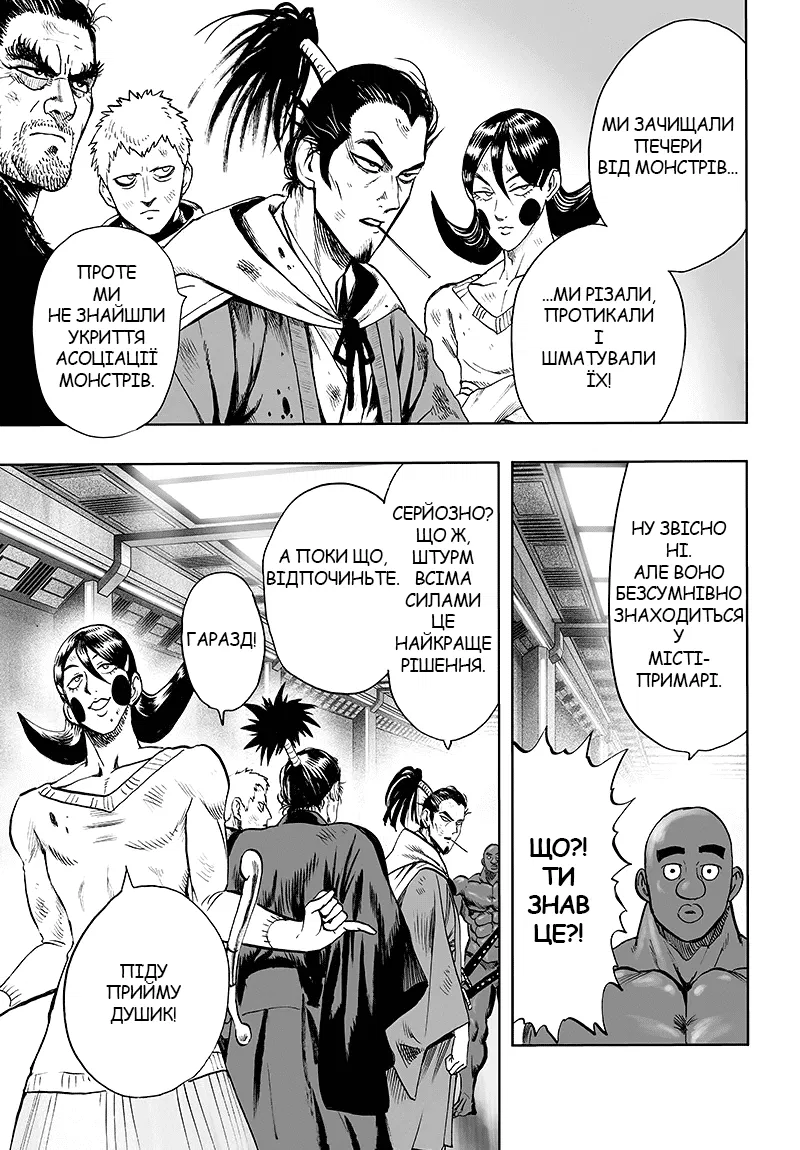 МИ ЗАЧИЩАЛИ
ПЕЧЕРИ
ВІД МОНСТРІВ...
...МИ РІЗАЛИ,
ПРОТИКАЛИ
І
ШМАТУВАЛИ
ЇХ!
ПРОТЕ
МИ
НЕ ЗНАЙШЛИ
УКРИТТЯ
АСОЦІАЦІЇ
МОНСТРІВ.
НУ ЗВІСНО
НІ.
АЛЕ ВОНО
БЕЗСУМНІВНО
ЗНАХОДИТЬСЯ
У
МІСТІ-
ПРИМАРІ.
ЩО?!
ТИ
ЗНАВ
ЦЕ?!
СЕРЙОЗНО?
ЩО Ж,
ШТУРМ
ВСІМА
СИЛАМИ
ЦЕ
НАЙКРАЩЕ
РІШЕННЯ.
А ПОКИ ЩО,
ВІДПОЧИНЬТЕ.
ГАРАЗД!
ПІДУ
ПРИЙМУ
ДУШИК!